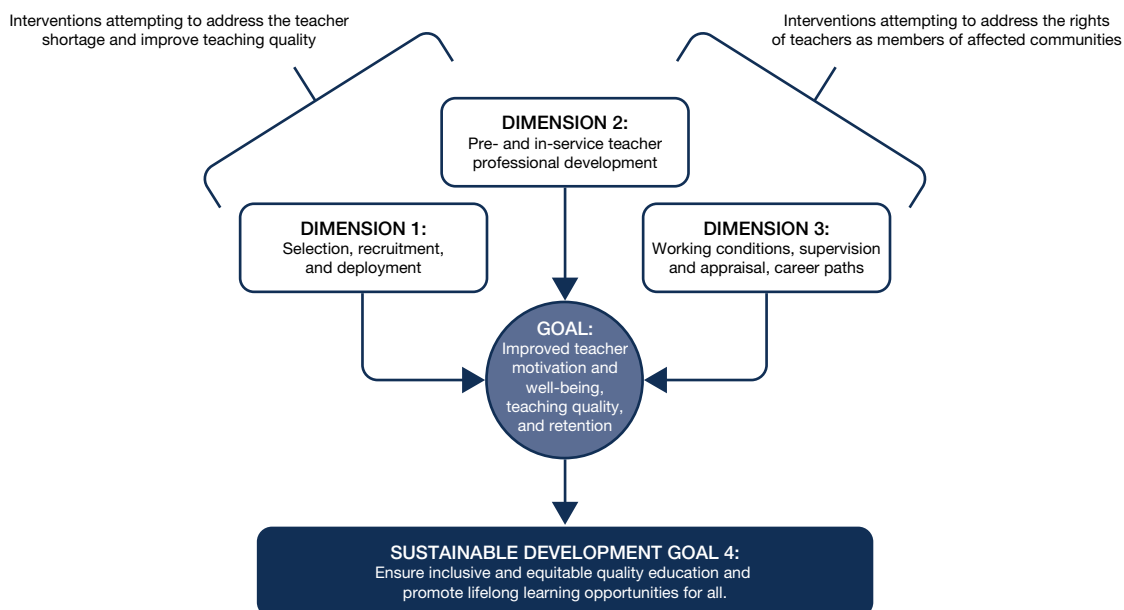 Interventions attempting to address the teacher
shortage and improve teaching quality
Interventions attempting to address the rights
of teachers as members of affected communities
DIMENSION 2:
Pre- and in-service teacher
professional development
DIMENSION 1:
Selection, recruitment,
and deployment
DIMENSION 3:
Working conditions, supervision
and appraisal, career paths
GOAL:
Improved teacher
motivation and
well-being,
teaching quality,
and retention
SUSTAINABLE DEVELOPMENT GOAL 4:
Ensure inclusive and equitable quality education and
promote lifelong learning opportunities for all.